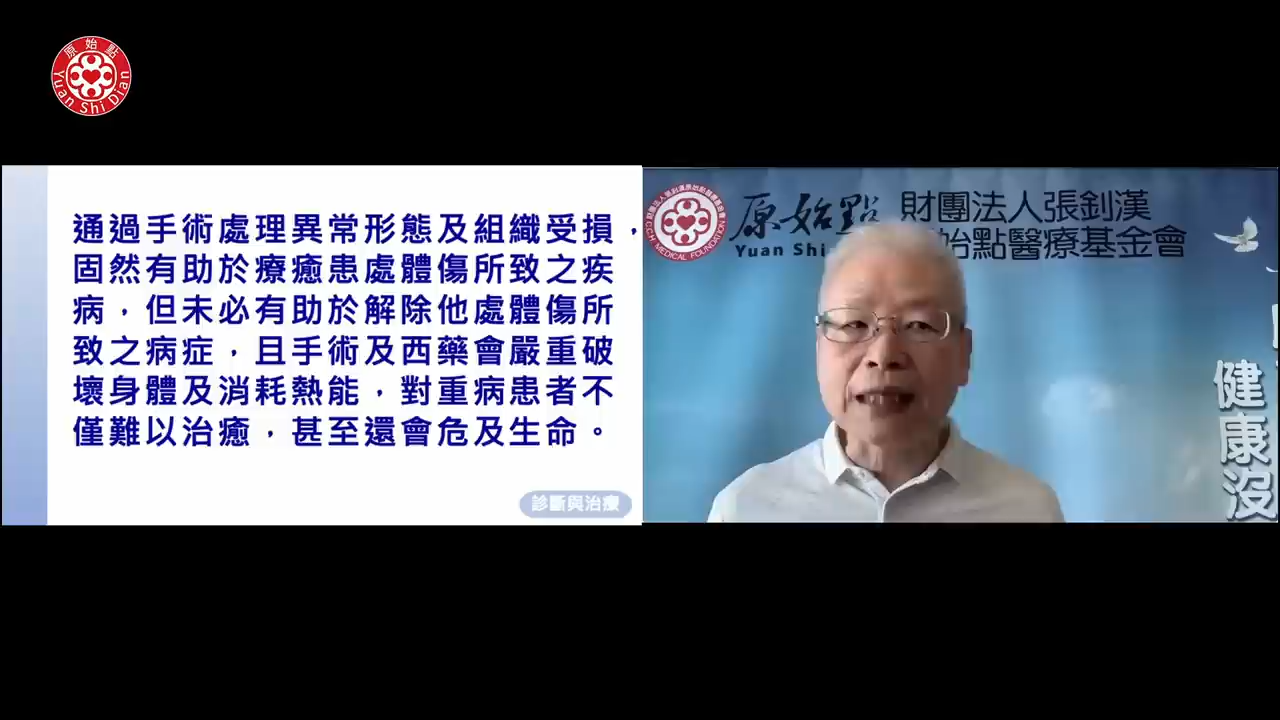 原始點
Yuan Shi Dian
通過手術處理異常形態及組織受損，
固然有助於療癒患處體傷所致之疾
病，但未必有助於解除他處體傷所
致之病症，且手術及西藥會嚴重破
壞身體及消耗熱能，對重病患者不
僅難以治癒，甚至還會危及生命。
診斷與治療
原始點
Yuan Shi
財團法人張釗漢
始點醫療基金會
MEDICAL FOUNDATION
健康沒